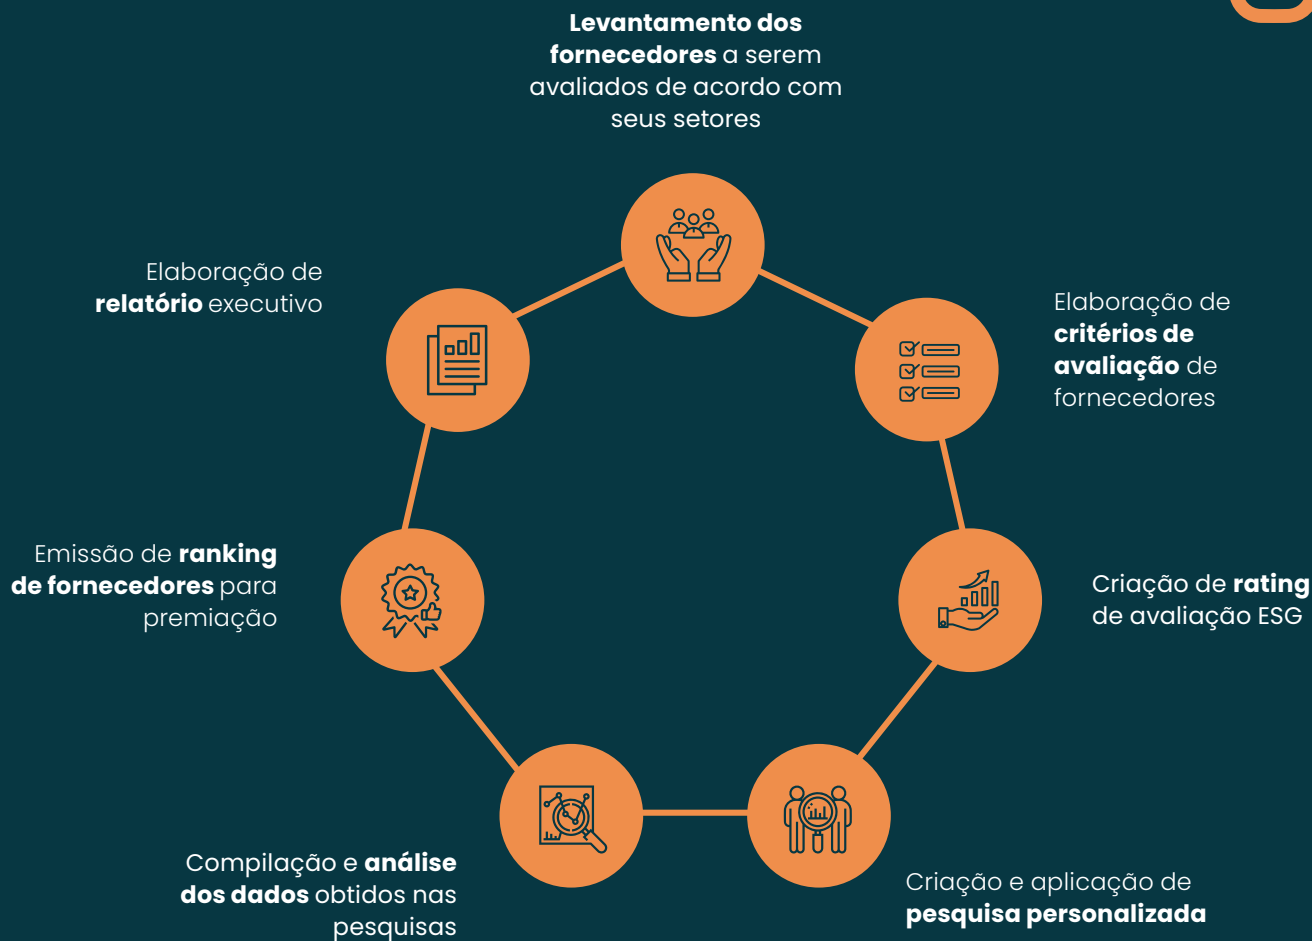 Levantamento dos
fornecedores a serem
avaliados de acordo com
seus setores
Elaboração de
critérios de
avaliação de
fornecedores
Criação de rating
de avaliação ESG
Criação e aplicação de
pesquisa personalizada
Compilação e análise
dos dados obtidos nas
pesquisas
Emissão de ranking
de fornecedores para
premiação
Elaboração de
relatório executivo